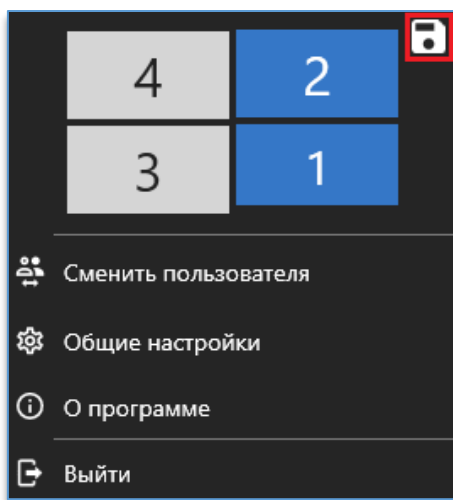 4 2
3 1
Сменить пользователя
Общие настройки
О программе
Выйти